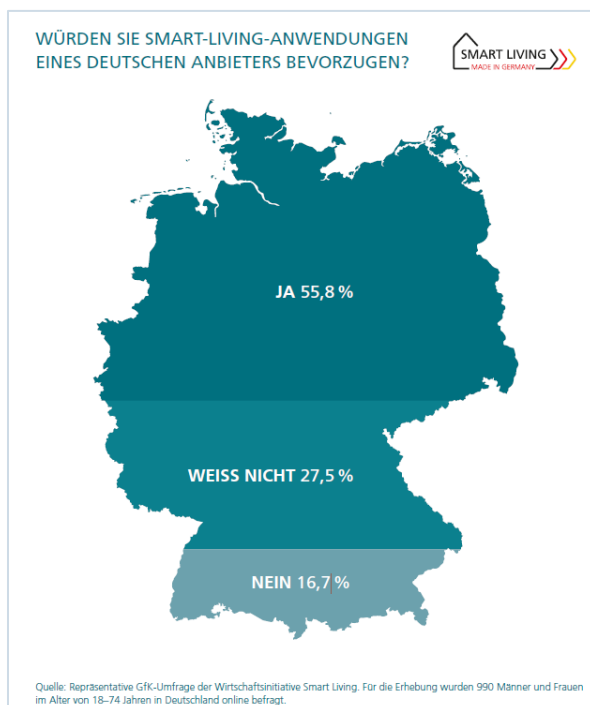 WÜRDEN SIE SMART-LIVING-ANWENDUNGEN
EINES DEUTSCHEN ANBIETERS BEVORZUGEN?
SMART LIVING
MADE IN GERMANY
JA 55,8 %
WEISS NICHT 27,5 %
NEIN 16,7 %
Quelle: Repräsentative GfK-Umfrage der Wirtschaftsinitiative Smart Living. Für die Erhebung wurden 990 Männer und Frauen
im Alter von 18–74 Jahren in Deutschland online befragt.